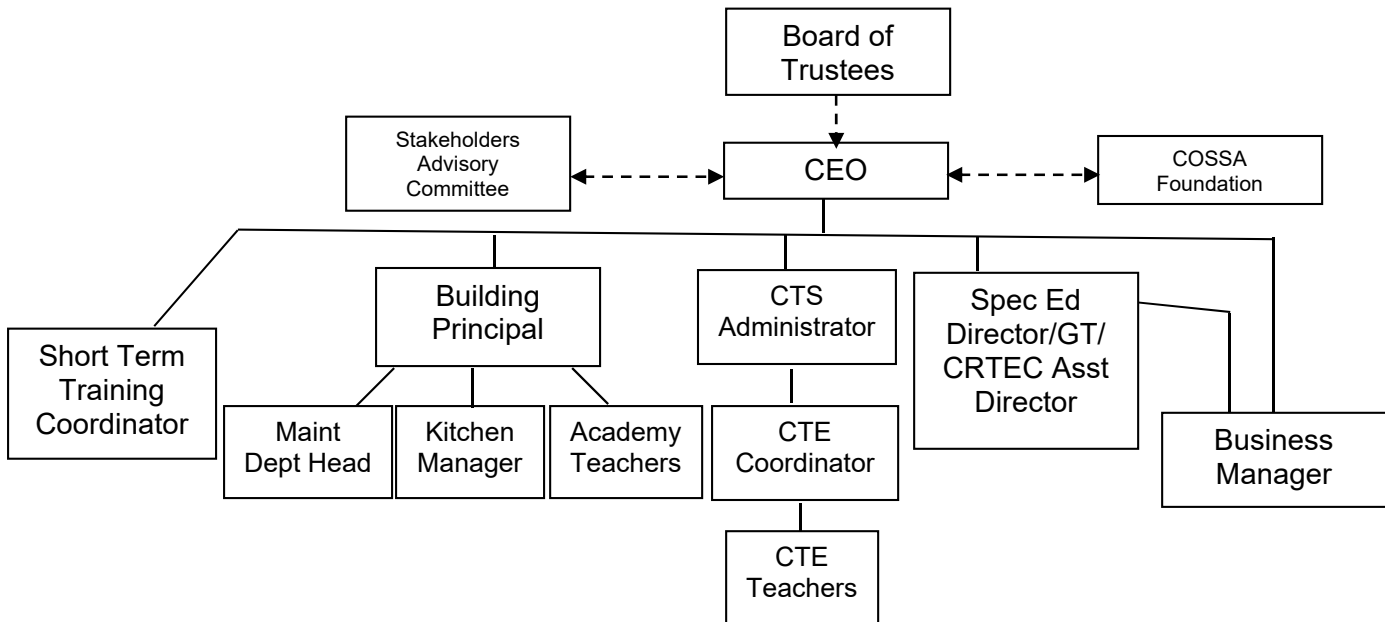 Board of
Trustees
Stakeholders
Advisory
Committee
CEO
COSSA
Foundation
Short Term
Training
Coordinator
Building
Principal
CTS
Administrator
Spec Ed
Director/GT/
CRTEC Asst
Director
Business
Manager
Maint
Dept Head
Kitchen
Manager
Academy
Teachers
CTE
Coordinator
CTE
Teachers